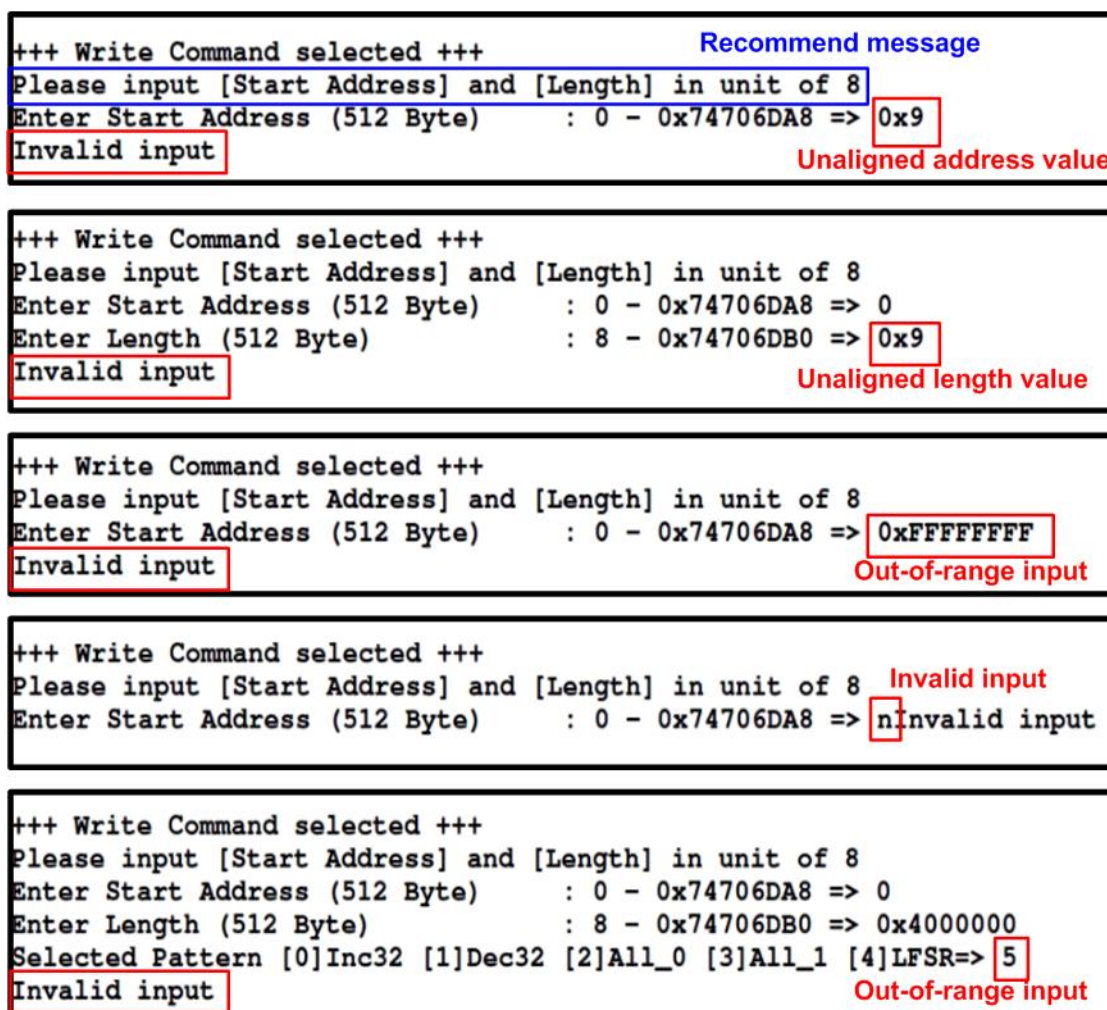 +++ Write Command selected +++
Recommend message
Please input [Start Address] and [Length] in unit of 8
Enter Start Address (512 Byte) : 0 - 0x74706DA8 => 0x9
Invalid input
Unaligned address value
+++ Write Command selected +++
Please input [Start Address] and [Length] in unit of 8
Enter Start Address (512 Byte) : 0 - 0x74706DA8 => 0
Enter Length (512 Byte) : 8 - 0x74706DB0 => 0x9
Invalid input
Unaligned length value
+++ Write Command selected +++
Please input [Start Address] and [Length] in unit of 8
Enter Start Address (512 Byte) : 0 - 0x74706DA8 => 0xFFFFFFFF
Invalid input
Out-of-range input
+++ Write Command selected +++
Please input [Start Address] and [Length] in unit of 8
Invalid input
Enter Start Address (512 Byte) : 0 - 0x74706DA8 => nInvalid input
+++ Write Command selected +++
Please input [Start Address] and [Length] in unit of 8
Enter Start Address (512 Byte) : 0 - 0x74706DA8 => 0
Enter Length (512 Byte) : 8 - 0x74706DB0 => 0x4000000
Selected Pattern [0]Inc32 [1]Dec32 [2]All_0 [3]All_1 [4]LFSR=> 5
Invalid input
Out-of-range input